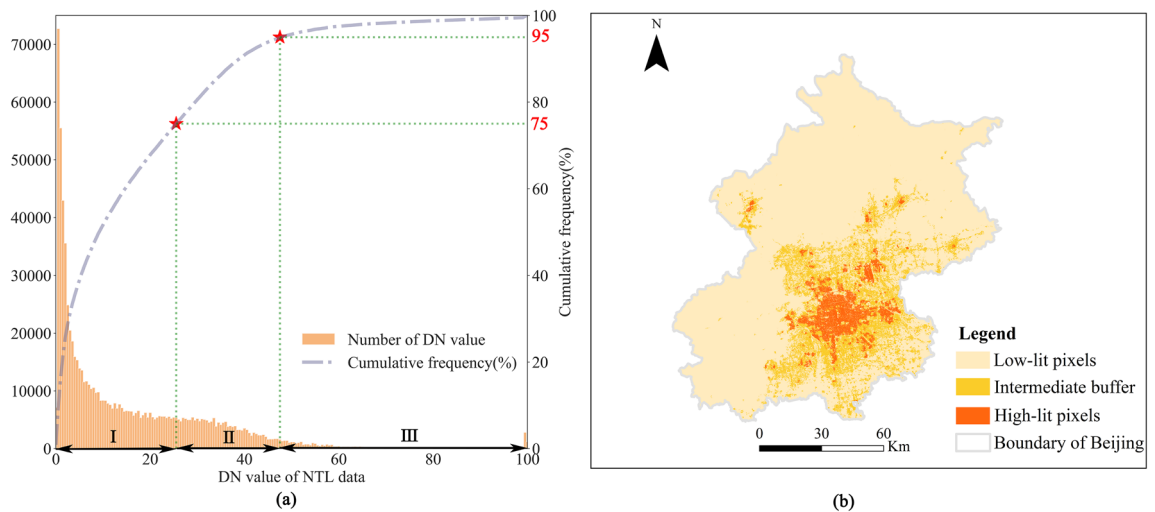 70000
60000
50000
40000
30000
20000
10000
0
100
95
80
75
60
40
20
0
Cumulative frequency(%)
Number of DN value
Cumulative frequency(%)
I
II
III
0
20
40
60
80
100
DN value of NTL data
(a)
N
Legend
Low-lit pixels
Intermediate buffer
High-lit pixels
Boundary of Beijing
0
30
60
Km
(b)